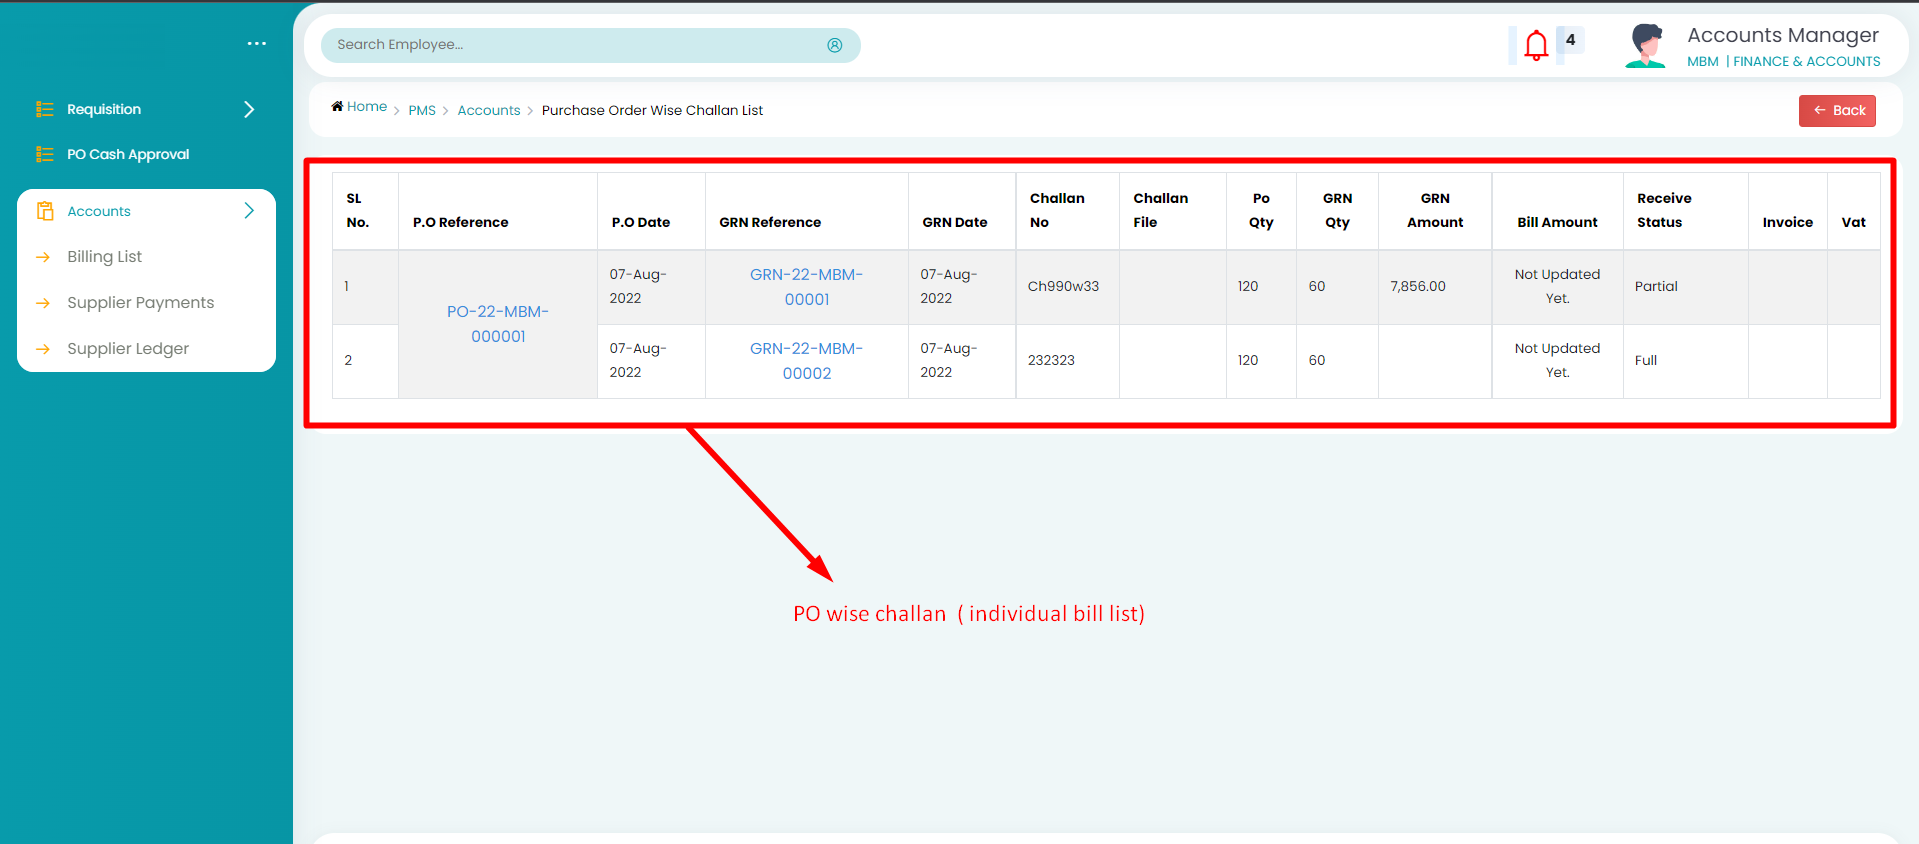 ...
Requisition
PO Cash Approval
Accounts
Billing List
Supplier Payments
Supplier Ledger
Search Employee...
4
Accounts Manager
MBM | FINANCE & ACCOUNTS
Home > PMS > Accounts > Purchase Order Wise Challan List
← Back
SL No. P.O Reference P.O Date GRN Reference GRN Date Challan No Challan File Po Qty GRN Qty GRN Amount Bill Amount Receive Status Invoice Vat
1 PO-22-MBM-000001 07-Aug-2022 GRN-22-MBM-00001 07-Aug-2022 Ch990w33 120 60 7,856.00 Not Updated Yet. Partial
2 07-Aug-2022 GRN-22-MBM-00002 07-Aug-2022 232323 120 60 Not Updated Yet. Full
PO wise challan ( individual bill list)